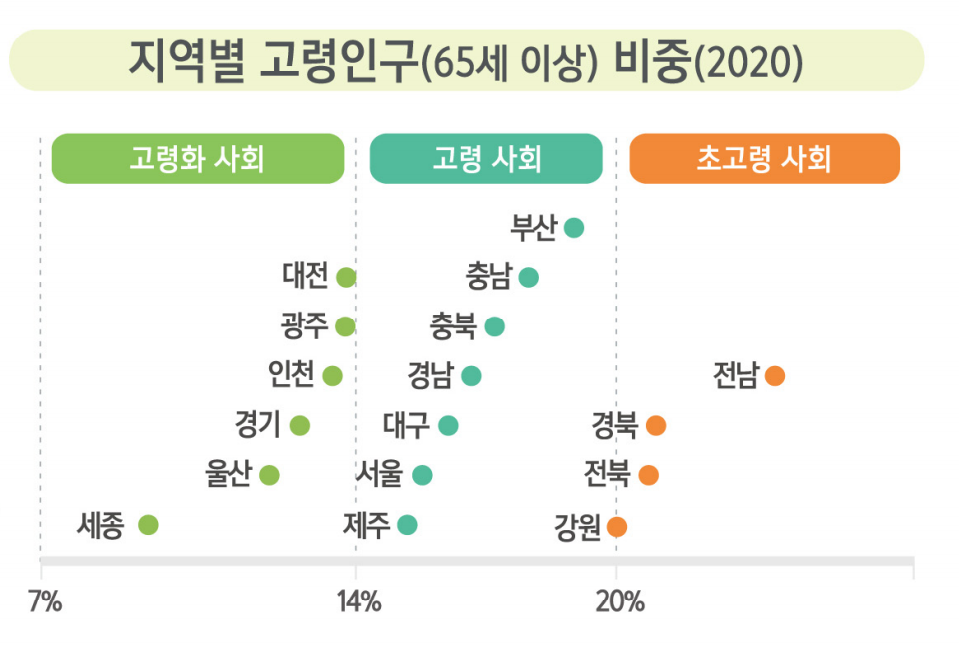 지역별 고령인구(65세 이상) 비중(2020)
고령화 사회 고령 사회 초고령 사회
부산
대전 충남
광주 충북
인천 경남 전남
경기 대구 경북
울산 서울 전북
세종 제주 강원
7% 14% 20%